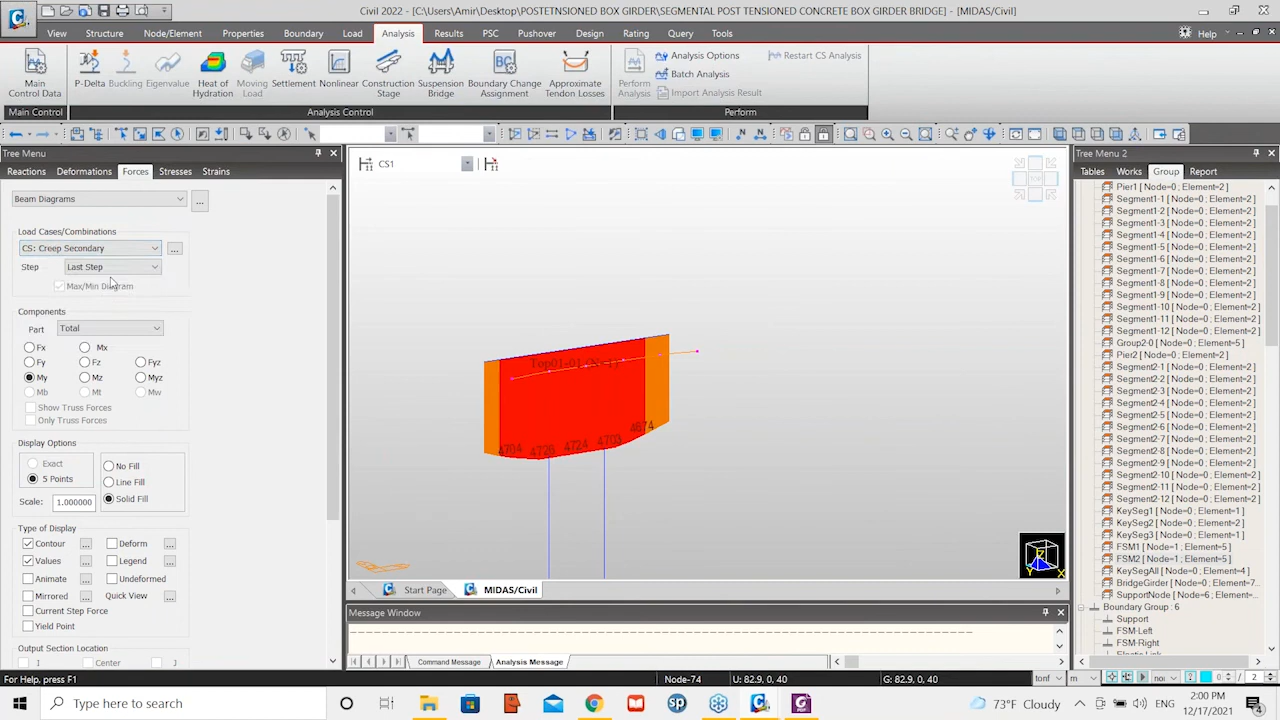 Civil 2022 - [C:\Users\Amir\Desktop\POSTETNSIONED BOX GIRDER\SEGMENTAL POST TENSIONED CONCRETE BOX GIRDER BRIDGE] - [MIDAS/Civil]
View Structure Node/Element Properties Boundary Load Analysis Results PSC Pushover Design Rating Query Tools Help
Main Control Data
P-Delta Buckling Eigenvalue Heat of Hydration Moving Load Settlement Nonlinear Construction Stage Suspension Bridge Boundary Change Assignment Approximate Tendon Losses
Perform Analysis
Analysis Options Restart CS Analysis
Batch Analysis
Import Analysis Result
Main Control Analysis Control Perform
Tree Menu
Reactions Deformations Forces Stresses Strains
Beam Diagrams ...
Load Cases/Combinations
CS: Creep Secondary ...
Step Last Step
Max/Min Diagram
Components
Part Total
Fx Mx
Fy Fz Fyz
My Mz Myz
Mb Mt Mw
Show Truss Forces
Only Truss Forces
Display Options
Exact No Fill
5 Points Line Fill
Scale: 1.000000 Solid Fill
Type of Display
Contour ... Deform ...
Values ... Legend ...
Animate ... Undeformed
Mirrored ... Quick View ...
Current Step Force
Yield Point
Output Section Location
I Center J
CS1
TOP
4704 4726 4724 4703 4674
Start Page MIDAS/Civil
Message Window
Command Message Analysis Message
Tree Menu 2
Tables Works Group Report
Pier1 [ Node=0 ; Element=2 ]
Segment1-1 [ Node=0 ; Element=2 ]
Segment1-2 [ Node=0 ; Element=2 ]
Segment1-3 [ Node=0 ; Element=2 ]
Segment1-4 [ Node=0 ; Element=2 ]
Segment1-5 [ Node=0 ; Element=2 ]
Segment1-6 [ Node=0 ; Element=2 ]
Segment1-7 [ Node=0 ; Element=2 ]
Segment1-8 [ Node=0 ; Element=2 ]
Segment1-9 [ Node=0 ; Element=2 ]
Segment1-10 [ Node=0 ; Element=2 ]
Segment1-11 [ Node=0 ; Element=2 ]
Segment1-12 [ Node=0 ; Element=2 ]
Group2-0 [ Node=0 ; Element=5 ]
Pier2 [ Node=0 ; Element=2 ]
Segment2-1 [ Node=0 ; Element=2 ]
Segment2-2 [ Node=0 ; Element=2 ]
Segment2-3 [ Node=0 ; Element=2 ]
Segment2-4 [ Node=0 ; Element=2 ]
Segment2-5 [ Node=0 ; Element=2 ]
Segment2-6 [ Node=0 ; Element=2 ]
Segment2-7 [ Node=0 ; Element=2 ]
Segment2-8 [ Node=0 ; Element=2 ]
Segment2-9 [ Node=0 ; Element=2 ]
Segment2-10 [ Node=0 ; Element=2 ]
Segment2-11 [ Node=0 ; Element=2 ]
Segment2-12 [ Node=0 ; Element=2 ]
KeySeg1 [ Node=0 ; Element=1 ]
KeySeg2 [ Node=0 ; Element=2 ]
KeySeg3 [ Node=0 ; Element=1 ]
FSM1 [ Node=1 ; Element=5 ]
FSM2 [ Node=1 ; Element=5 ]
KeySegAll [ Node=0 ; Element=4 ]
BridgeGirder [ Node=0 ; Element=7...
SupportNode [ Node=6 ; Element=0...
Boundary Group : 6
Support
FSM-Left
FSM-Right
For Help, press F1 Node-74 U: 82.9, 0, 40 G: 82.9, 0, 40 tonf m 2
Type here to search 73°F Cloudy ENG 2:00 PM 12/17/2021